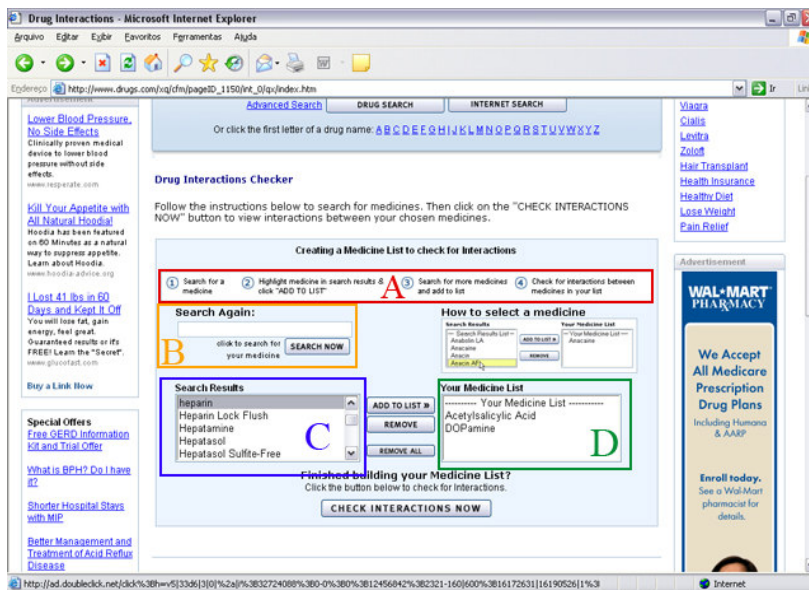 Drug Interactions - Microsoft Internet Explorer
Arquivo Editar Exibir Favoritos Ferramentas Ajuda
Endereço http://www.drugs.com/xq/cfm/pageID_1150/int_0/qx/index.htm Ir
Advertisement
Lower Blood Pressure,
No Side Effects
Clinically proven medical
device to lower blood
pressure without side
effects.
www.resperate.com
Kill Your Appetite with
All Natural Hoodia!
Hoodia has been featured
on 60 Minutes as a natural
way to suppress appetite.
Learn about Hoodia.
www.hoodia-advice.org
I Lost 41 lbs in 60
Days and Kept It Off
You will lose fat, gain
energy, feel great.
Guaranteed results or it's
FREE! Learn the "Secret".
www.glucofast.com
Buy a Link Now
Special Offers
Free GERD Information
Kit and Trial Offer
What is BPH? Do I have
it?
Shorter Hospital Stays
with MIP
Better Management and
Treatment of Acid Reflux
Disease
Advanced Search DRUG SEARCH INTERNET SEARCH
Or click the first letter of a drug name: A B C D E F G H I J K L M N O P Q R S T U V W X Y Z
Drug Interactions Checker
Follow the instructions below to search for medicines. Then click on the "CHECK INTERACTIONS
NOW" button to view interactions between your chosen medicines.
Creating a Medicine List to check for Interactions
1 Search for a
medicine
2 Highlight medicine in search results &
click "ADD TO LIST"
A
3 Search for more medicines
and add to list
4 Check for interactions between
medicines in your list
Search Again:
click to search for
your medicine
SEARCH NOW
B
How to select a medicine
Search Results
-- Search Results List --
Anabolin LA
Anacaine
Anacin
Anacin AF
ADD TO LIST »
REMOVE
Your Medicine List
-- Your Medicine List ---
Anacaine
Search Results
heparin
Heparin Lock Flush
Hepatamine
Hepatasol
Hepatasol Sulfite-Free
C
ADD TO LIST »
REMOVE
REMOVE ALL
Your Medicine List
---------- Your Medicine List -----------
Acetylsalicylic Acid
DOPamine
D
Finished building your Medicine List?
Click the button below to check for Interactions.
CHECK INTERACTIONS NOW
Viagra
Cialis
Levitra
Zoloft
Hair Transplant
Health Insurance
Healthy Diet
Lose Weight
Pain Relief
Advertisement
WAL★MART
PHARMACY
We Accept
All Medicare
Prescription
Drug Plans
Including Humana
& AARP
Enroll today.
See a Wal-Mart
pharmacist for
details.
Internet